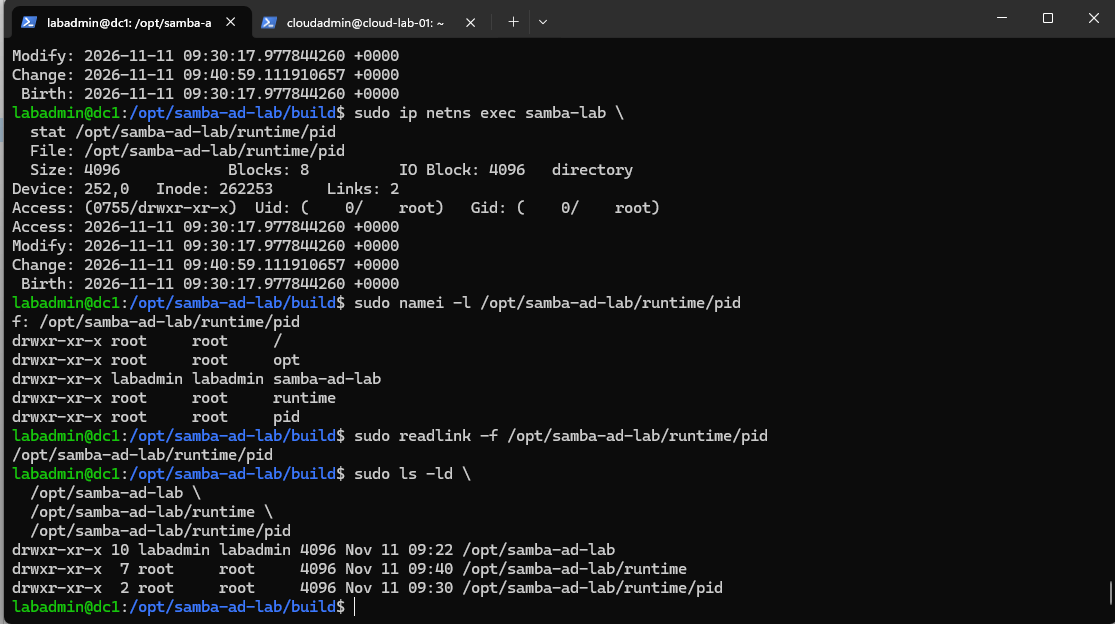 labadmin@dc1: /opt/samba-a
cloudadmin@cloud-lab-01: ~
Modify: 2026-11-11 09:30:17.977844260 +0000
Change: 2026-11-11 09:40:59.111910657 +0000
 Birth: 2026-11-11 09:30:17.977844260 +0000
labadmin@dc1:/opt/samba-ad-lab/build$ sudo ip netns exec samba-lab \
  stat /opt/samba-ad-lab/runtime/pid
  File: /opt/samba-ad-lab/runtime/pid
  Size: 4096            Blocks: 8          IO Block: 4096   directory
Device: 252,0   Inode: 262253      Links: 2
Access: (0755/drwxr-xr-x)  Uid: (    0/    root)   Gid: (    0/    root)
Access: 2026-11-11 09:30:17.977844260 +0000
Modify: 2026-11-11 09:30:17.977844260 +0000
Change: 2026-11-11 09:40:59.111910657 +0000
 Birth: 2026-11-11 09:30:17.977844260 +0000
labadmin@dc1:/opt/samba-ad-lab/build$ sudo namei -l /opt/samba-ad-lab/runtime/pid
f: /opt/samba-ad-lab/runtime/pid
drwxr-xr-x root     root     /
drwxr-xr-x root     root     opt
drwxr-xr-x labadmin labadmin samba-ad-lab
drwxr-xr-x root     root     runtime
drwxr-xr-x root     root     pid
labadmin@dc1:/opt/samba-ad-lab/build$ sudo readlink -f /opt/samba-ad-lab/runtime/pid
/opt/samba-ad-lab/runtime/pid
labadmin@dc1:/opt/samba-ad-lab/build$ sudo ls -ld \
  /opt/samba-ad-lab \
  /opt/samba-ad-lab/runtime \
  /opt/samba-ad-lab/runtime/pid
drwxr-xr-x 10 labadmin labadmin 4096 Nov 11 09:22 /opt/samba-ad-lab
drwxr-xr-x  7 root     root     4096 Nov 11 09:40 /opt/samba-ad-lab/runtime
drwxr-xr-x  2 root     root     4096 Nov 11 09:30 /opt/samba-ad-lab/runtime/pid
labadmin@dc1:/opt/samba-ad-lab/build$